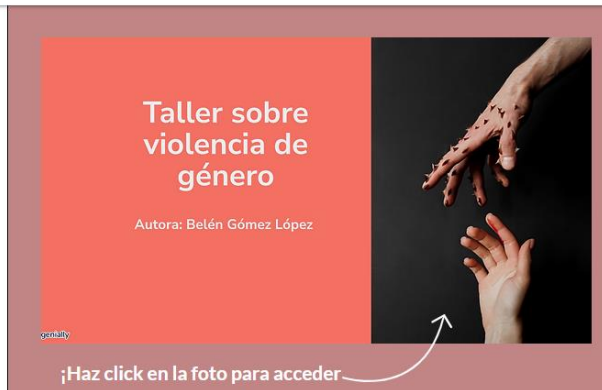 Taller sobre
violencia de
género
Autora: Belén Gómez López
genially
¡Haz click en la foto para acceder